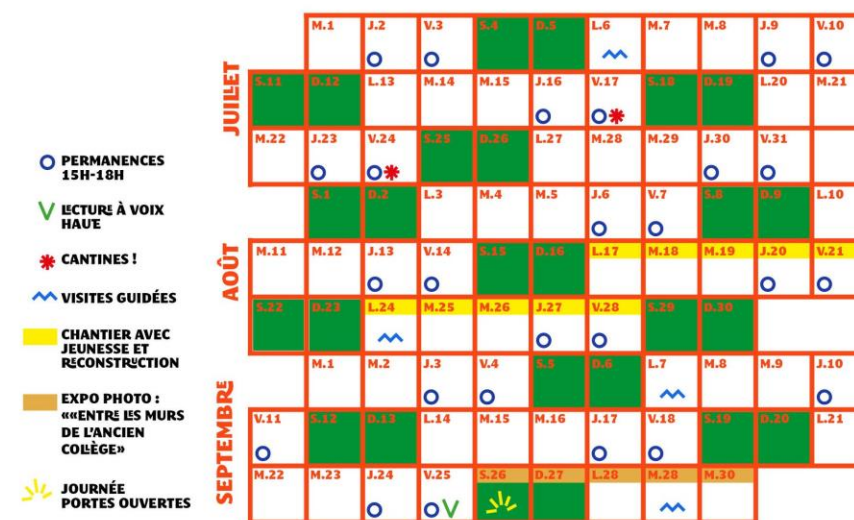 JUILLET
M.1 J.2 V.3 S.4 D.5 L.6 M.7 M.8 J.9 V.10
S.11 D.12 L.13 M.14 M.15 J.16 V.17 S.18 D.19 L.20 M.21
M.22 J.23 V.24 S.25 D.26 L.27 M.28 M.29 J.30 V.31
AOÛT
S.1 D.2 L.3 M.4 M.5 J.6 V.7 S.8 D.9 L.10
M.11 M.12 J.13 V.14 S.15 D.16 L.17 M.18 M.19 J.20 V.21
S.22 D.23 L.24 M.25 M.26 J.27 V.28 S.29 D.30
SEPTEMBRE
M.1 M.2 J.3 V.4 S.5 D.6 L.7 M.8 M.9 J.10
V.11 S.12 D.13 L.14 M.15 M.16 J.17 V.18 S.19 D.20 L.21
M.22 M.23 J.24 V.25 S.26 D.27 L.28 M.28 M.30
PERMANENCES
15H-18H
LECTURE À VOIX
HAUTE
CANTINES !
VISITES GUIDÉES
CHANTIER AVEC
JEUNESSE ET
RECONSTRUCTION
EXPO PHOTO :
««ENTRE LES MURS
DE L'ANCIEN
COLLÈGE»
JOURNÉE
PORTES OUVERTES